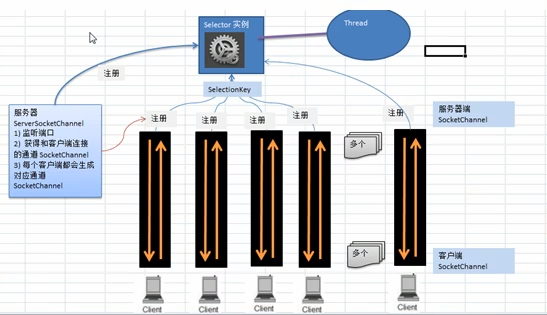 Selector 实例
Thread
注册
SelectionKey
服务器
ServerSocketChannel
1) 监听端口
2) 获得和客户端连接
的通道 SocketChannel
3) 每个客户端都会生成
对应通道
SocketChannel
注册
注册
注册
注册
注册
服务器端
SocketChannel
多个
多个
客户端
SocketChannel
Client
Client
Client
Client
Client